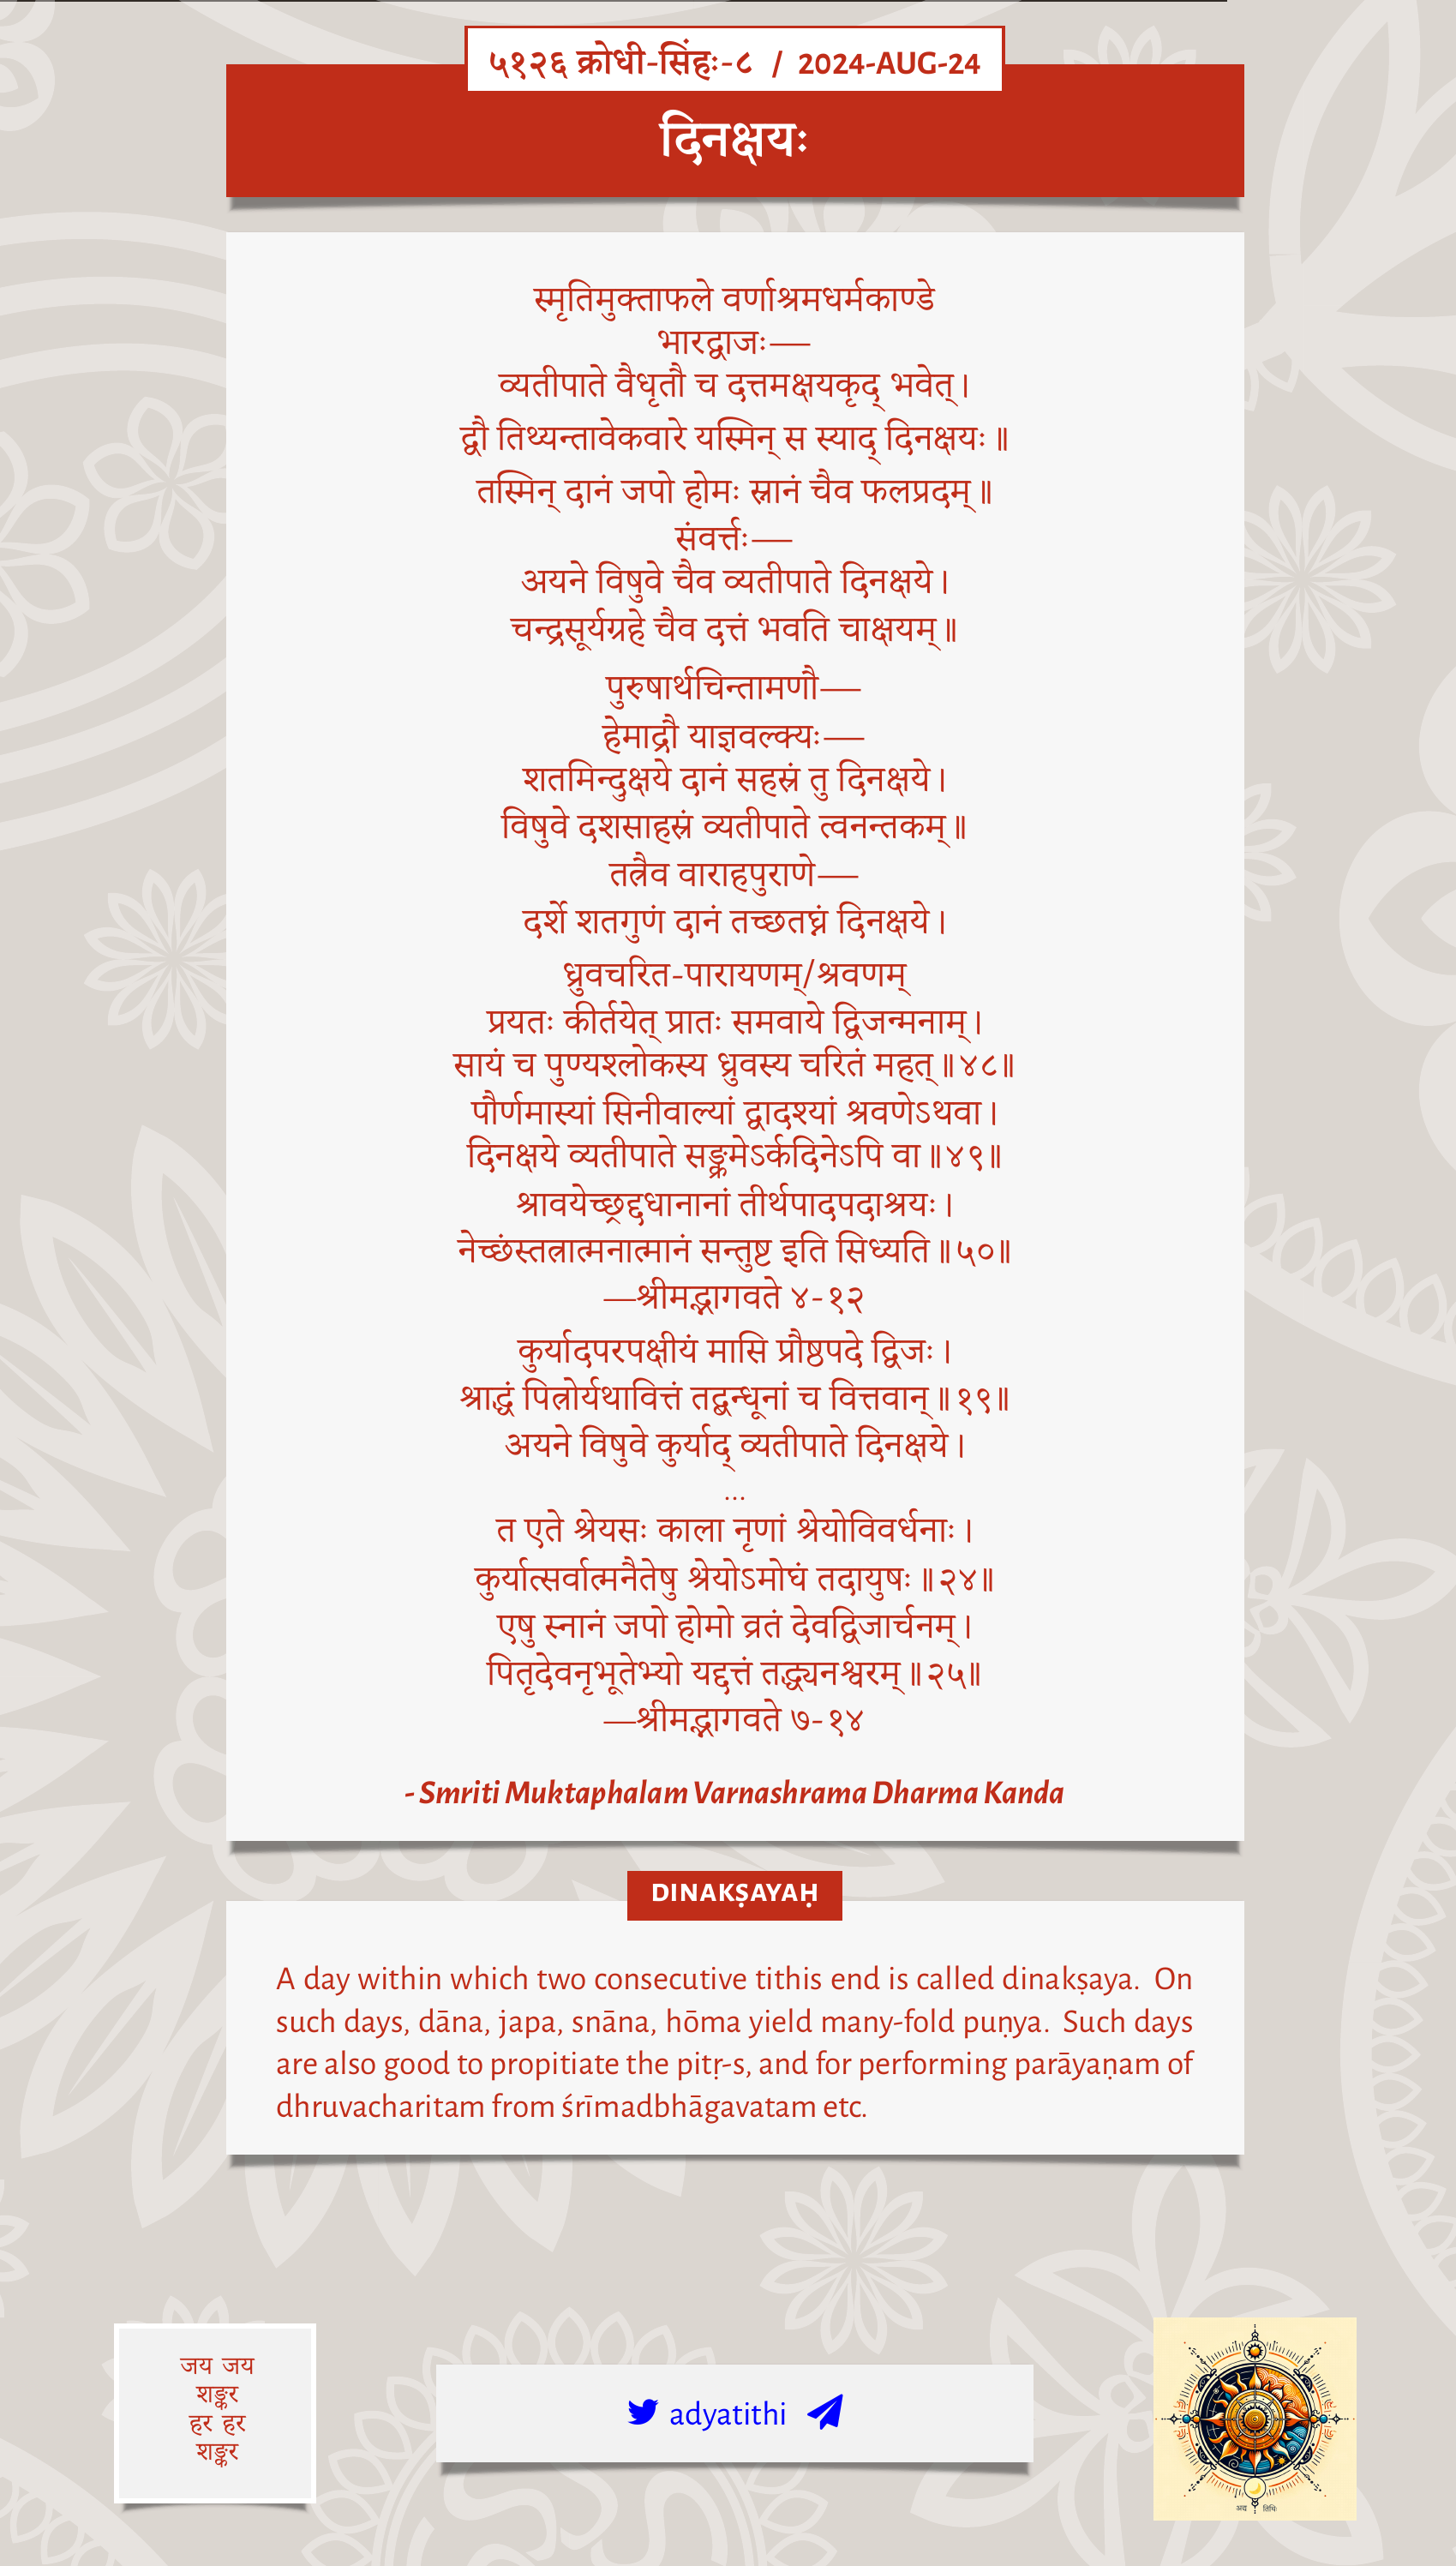 ५१२६ क्रोधी-सिंहः-८ / 2024-AUG-24
दिनक्षयः
स्मृतिमुक्ताफले वर्णाश्रमधर्मकाण्डे
भारद्वाजः—
व्यतीपाते वैधृतौ च दत्तमक्षयकृद् भवेत्।
द्वौ तिथ्यन्तावेकवारे यस्मिन् स स्याद् दिनक्षयः॥
तस्मिन् दानं जपो होमः स्नानं चैव फलप्रदम्॥
संवर्त्तः—
अयने विषुवे चैव व्यतीपाते दिनक्षये।
चन्द्रसूर्यग्रहे चैव दत्तं भवति चाक्षयम्॥
पुरुषार्थचिन्तामणौ—
हेमाद्रौ याज्ञवल्क्यः—
शतमिन्दुक्षये दानं सहस्रं तु दिनक्षये।
विषुवे दशसाहस्रं व्यतीपाते त्वनन्तकम्॥
तत्रैव वाराहपुराणे—
दर्शे शतगुणं दानं तच्छतघ्नं दिनक्षये।
ध्रुवचरित-पारायणम्/श्रवणम्
प्रयतः कीर्तयेत् प्रातः समवाये द्विजन्मनाम्।
सायं च पुण्यश्लोकस्य ध्रुवस्य चरितं महत्॥४८॥
पौर्णमास्यां सिनीवाल्यां द्वादश्यां श्रवणेऽथवा।
दिनक्षये व्यतीपाते सङ्क्रमेऽर्कदिनेऽपि वा॥४९॥
श्रावयेच्छ्रद्दधानानां तीर्थपादपदाश्रयः।
नेच्छंस्तत्रात्मनात्मानं सन्तुष्ट इति सिध्यति॥५०॥
—श्रीमद्भागवते ४-१२
कुर्यादपरपक्षीयं मासि प्रौष्ठपदे द्विजः।
श्राद्धं पित्रोर्यथावित्तं तद्बन्धूनां च वित्तवान्॥१९॥
अयने विषुवे कुर्याद् व्यतीपाते दिनक्षये।
...
त एते श्रेयसः काला नृणां श्रेयोविवर्धनाः।
कुर्यात्सर्वात्मनैतेषु श्रेयोऽमोघं तदायुषः॥२४॥
एषु स्नानं जपो होमो व्रतं देवद्विजार्चनम्।
पितृदेवनृभूतेभ्यो यद्दत्तं तद्ध्यनश्वरम्॥२५॥
—श्रीमद्भागवते ७-१४
- Smriti Muktaphalam Varnashrama Dharma Kanda
DINAKṢAYAḤ
A day within which two consecutive tithis end is called dinakṣaya. On
such days, dāna, japa, snāna, hōma yield many-fold puṇya. Such days
are also good to propitiate the pitṛ-s, and for performing parāyaṇam of
dhruvacharitam from śrīmadbhāgavatam etc.
जय जय
शङ्कर
हर हर
शङ्कर
adyatithi
अद्य तिथिः